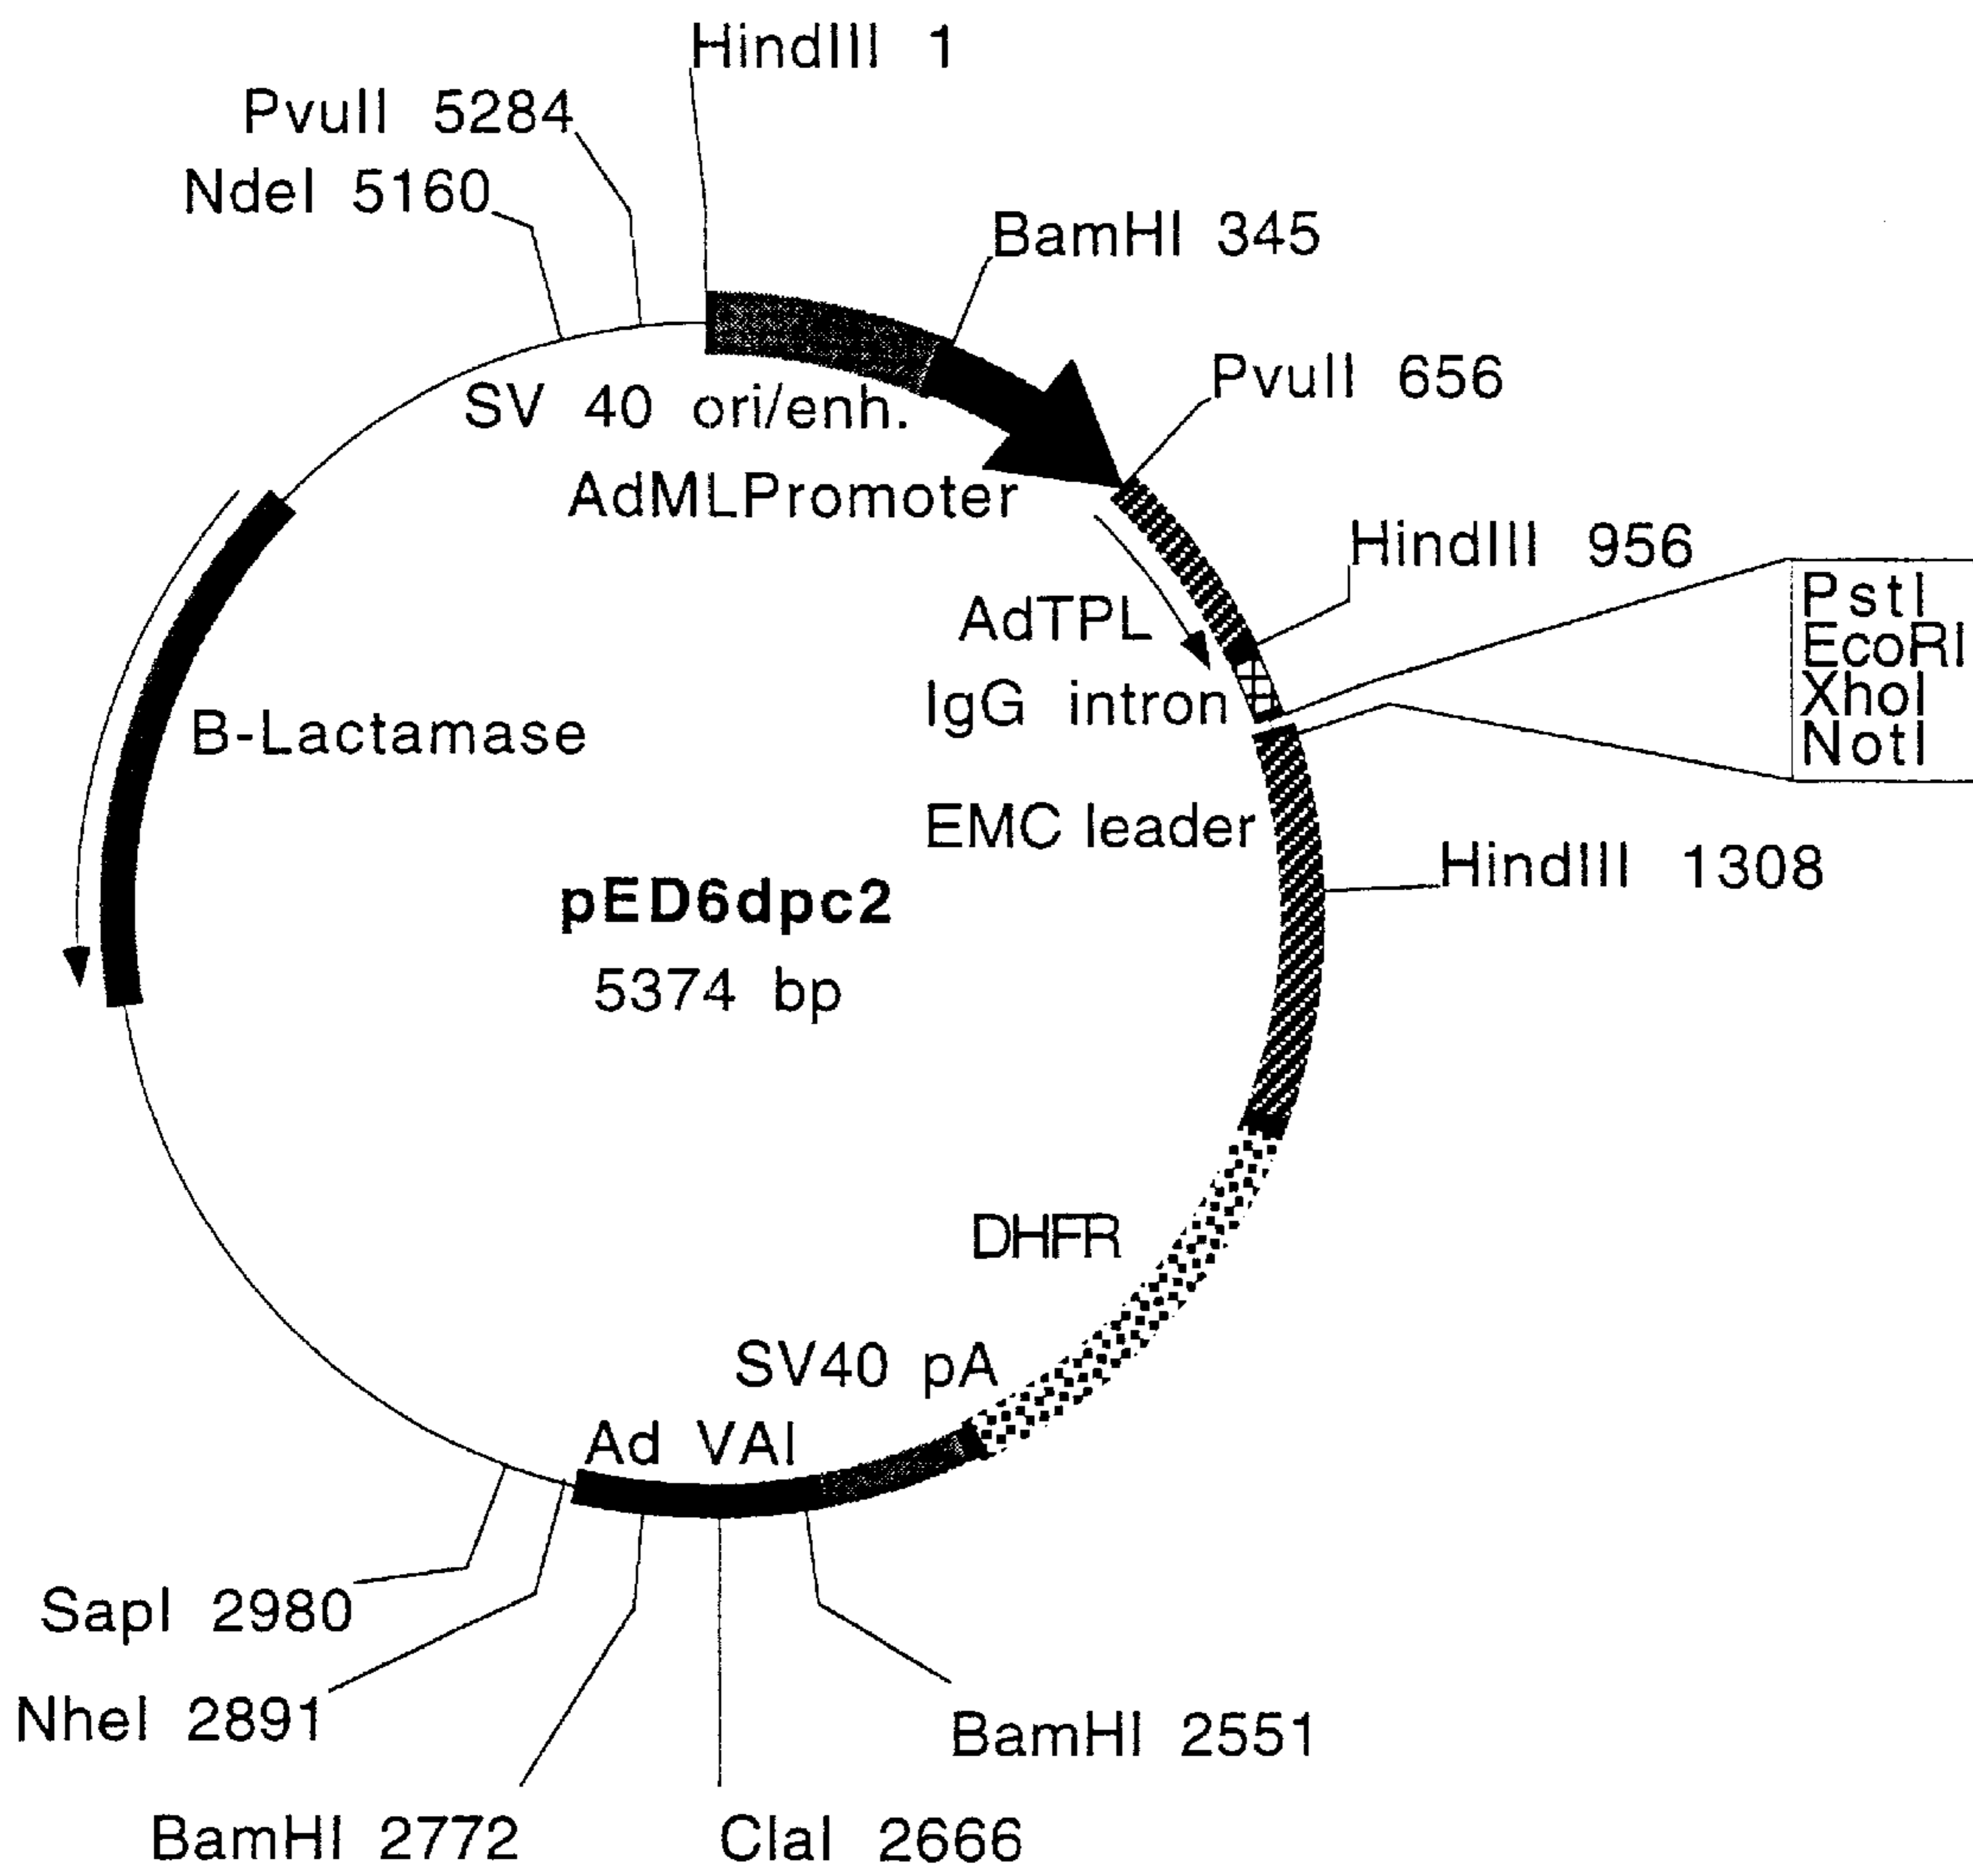 HindIII 1
PvuII 5284
NdeI 5160
BamHI 345
PvuII 656
SV 40 ori/enh.
AdMLPromoter
HindIII 956
PstI
EcoRI
XhoI
NotI
AdTPL
IgG intron
B-Lactamase
EMC leader
HindIII 1308
pED6dpc2
5374 bp
DHFR
SV40 pA
Ad VAI
SapI 2980
NheI 2891
BamHI 2551
BamHI 2772
ClaI 2666